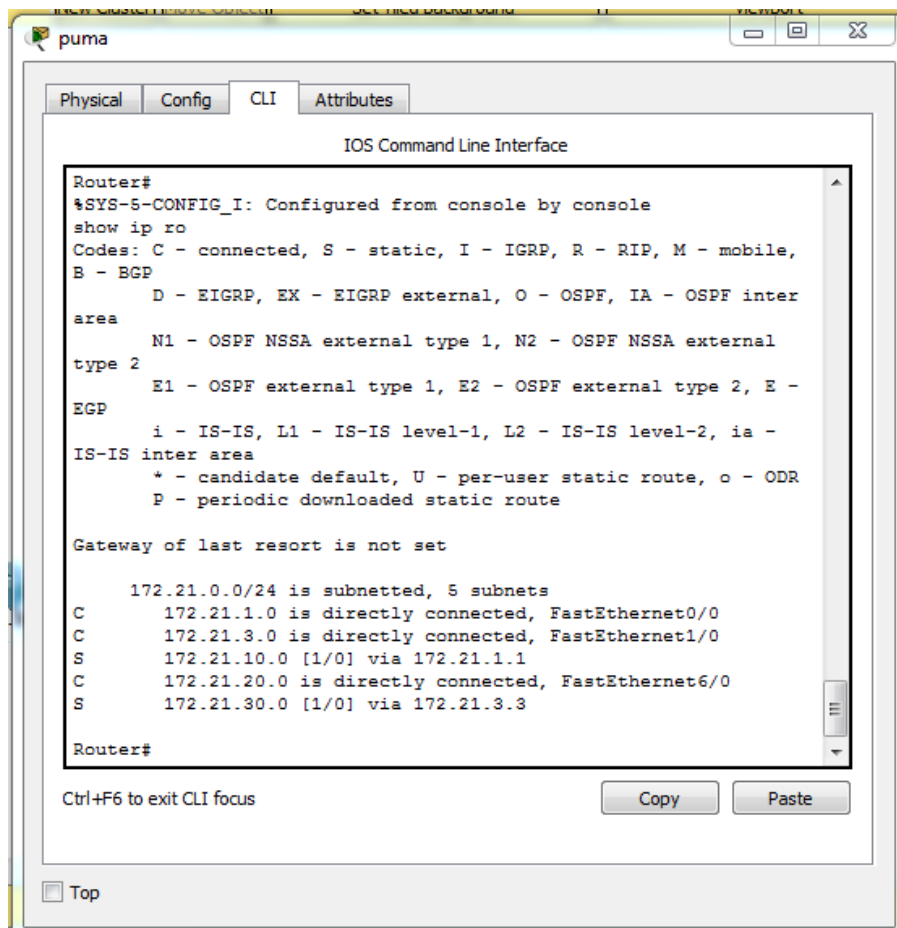 New Cluster Move Object Set Tiled Background Viewport
puma
Physical Config CLI Attributes
IOS Command Line Interface
Router#
%SYS-5-CONFIG_I: Configured from console by console
show ip ro
Codes: C - connected, S - static, I - IGRP, R - RIP, M - mobile,
B - BGP
D - EIGRP, EX - EIGRP external, O - OSPF, IA - OSPF inter
area
N1 - OSPF NSSA external type 1, N2 - OSPF NSSA external
type 2
E1 - OSPF external type 1, E2 - OSPF external type 2, E -
EGP
i - IS-IS, L1 - IS-IS level-1, L2 - IS-IS level-2, ia -
IS-IS inter area
* - candidate default, U - per-user static route, o - ODR
P - periodic downloaded static route
Gateway of last resort is not set
172.21.0.0/24 is subnetted, 5 subnets
C 172.21.1.0 is directly connected, FastEthernet0/0
C 172.21.3.0 is directly connected, FastEthernet1/0
S 172.21.10.0 [1/0] via 172.21.1.1
C 172.21.20.0 is directly connected, FastEthernet6/0
S 172.21.30.0 [1/0] via 172.21.3.3
Router#
Ctrl+F6 to exit CLI focus
Copy Paste
Top